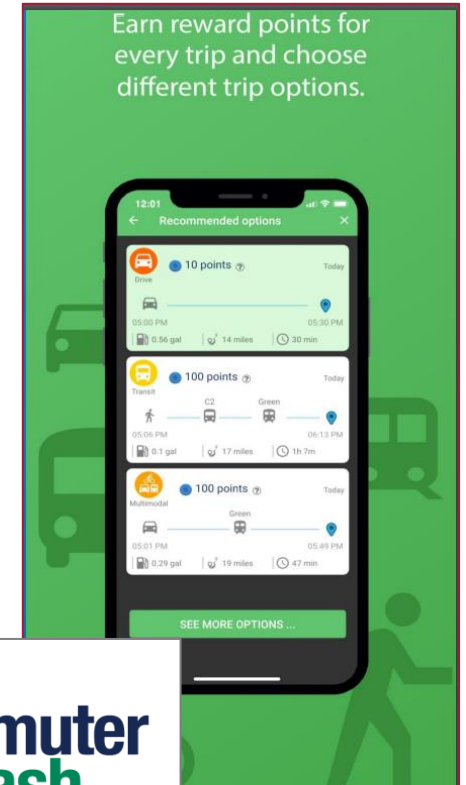 Earn reward points for
every trip and choose
different trip options.
12:01
Recommended options
Drive
10 points
Today
05:00 PM 05:30 PM
0.56 gal 14 miles 30 min
Transit
100 points
Today
C2 Green
05:06 PM 06:13 PM
0.1 gal 17 miles 1h 7m
Multimodal
100 points
Today
Green
05:01 PM 05:49 PM
0.29 gal 19 miles 47 min
SEE MORE OPTIONS ...
muter